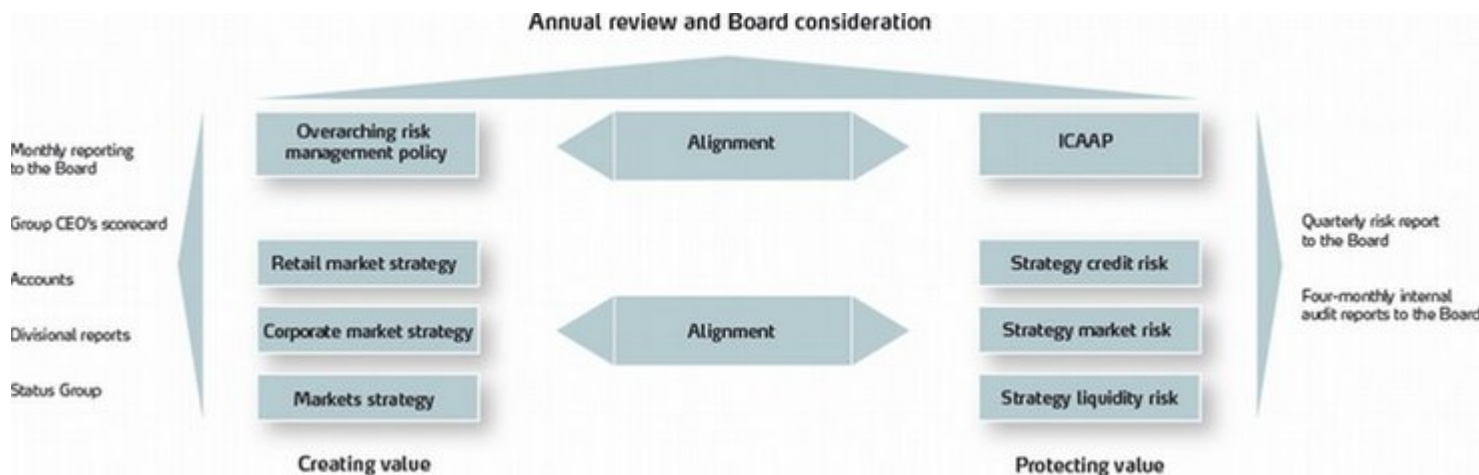 Annual review and Board consideration
Monthly reporting
to the Board
Group CEO's scorecard
Accounts
Divisional reports
Status Group
Overarching risk
management policy
Alignment
ICAAP
Retail market strategy
Corporate market strategy
Markets strategy
Alignment
Strategy credit risk
Strategy market risk
Strategy liquidity risk
Quarterly risk report
to the Board
Four-monthly internal
audit reports to the Board
Creating value
Protecting value